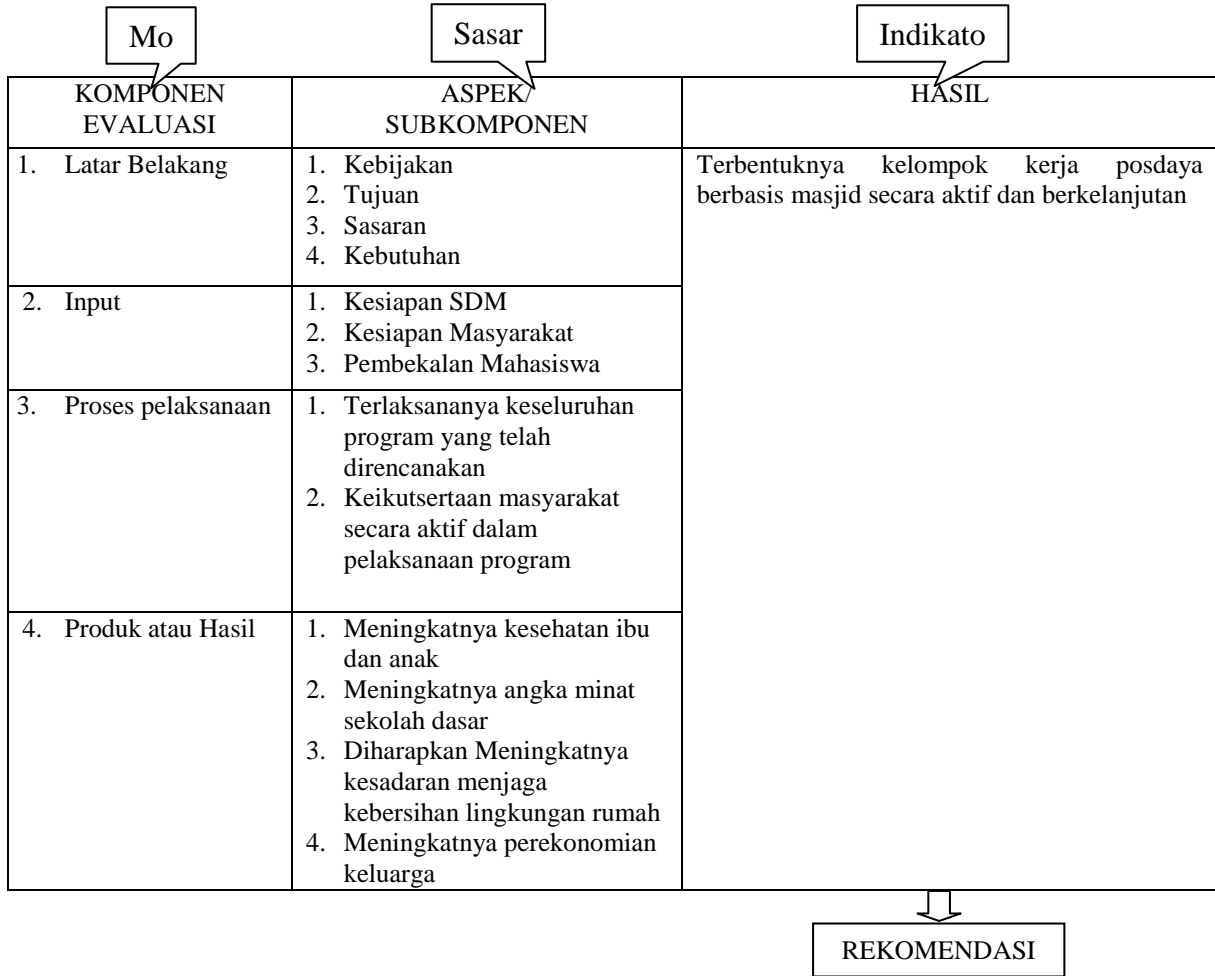 Mo
Sasar
Indikato
KOMPONEN
EVALUASI
ASPEK/
SUBKOMPONEN
HASIL
1. Latar Belakang
1. Kebijakan
2. Tujuan
3. Sasaran
4. Kebutuhan
Terbentuknya kelompok kerja posdaya
berbasis masjid secara aktif dan berkelanjutan
2. Input
1. Kesiapan SDM
2. Kesiapan Masyarakat
3. Pembekalan Mahasiswa
3. Proses pelaksanaan
1. Terlaksananya keseluruhan
program yang telah
direncanakan
2. Keikutsertaan masyarakat
secara aktif dalam
pelaksanaan program
4. Produk atau Hasil
1. Meningkatnya kesehatan ibu
dan anak
2. Meningkatnya angka minat
sekolah dasar
3. Diharapkan Meningkatnya
kesadaran menjaga
kebersihan lingkungan rumah
4. Meningkatnya perekonomian
keluarga
REKOMENDASI